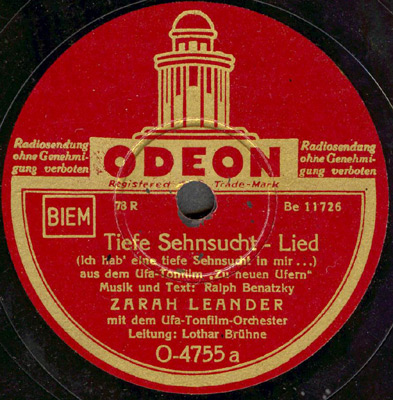 Radiosendung
ohne Genehmi-
gung verboten
ODEON
Registered Trade-Mark
Radiosendung
ohne Genehmi-
gung verboten
BIEM
78 R
Be 11726
Tiefe Sehnsucht - Lied
(ich hab' eine tiefe Sehnsucht in mir...)
aus dem Ufa-Tonfilm „Zu neuen Ufern"
Musik und Text: Ralph Benatzky
ZARAH LEANDER
mit dem Ufa-Tonfilm-Orchester
Leitung: Lothar Brühne
O-4755 a